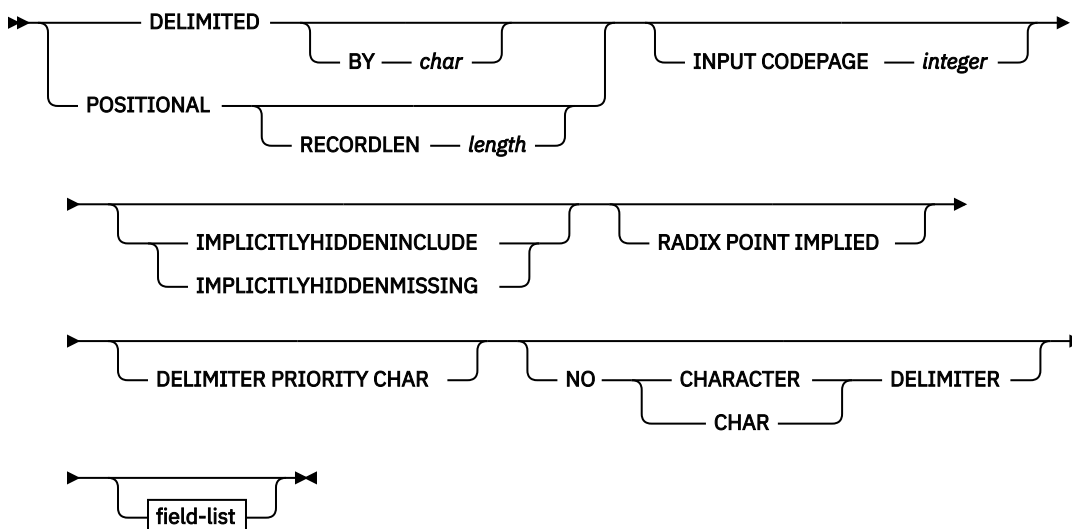 DELIMITED
BY char
INPUT CODEPAGE integer
POSITIONAL
RECORDLEN length
IMPLICITLYHIDDENINCLUDE
RADIX POINT IMPLIED
IMPLICITLYHIDDENMISSING
DELIMITER PRIORITY CHAR
NO CHARACTER DELIMITER
CHAR
field-list